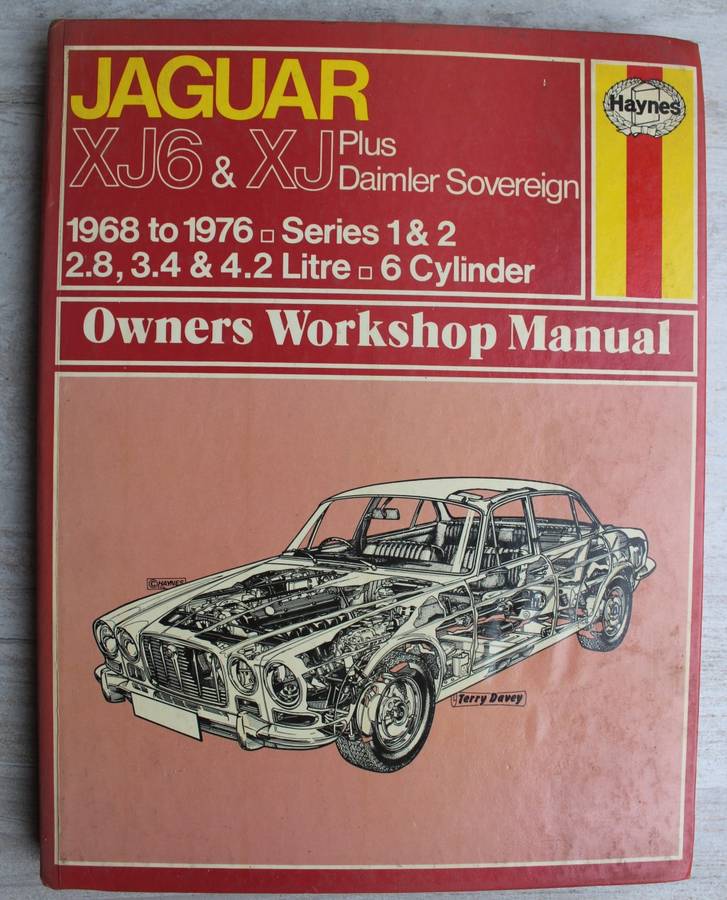 JAGUAR
Haynes
XJ6 & XJ Plus
Daimler Sovereign
1968 to 1976 □ Series 1 & 2
2.8, 3.4 & 4.2 Litre □ 6 Cylinder
Owners Workshop Manual
© HAYNES
Terry Davey